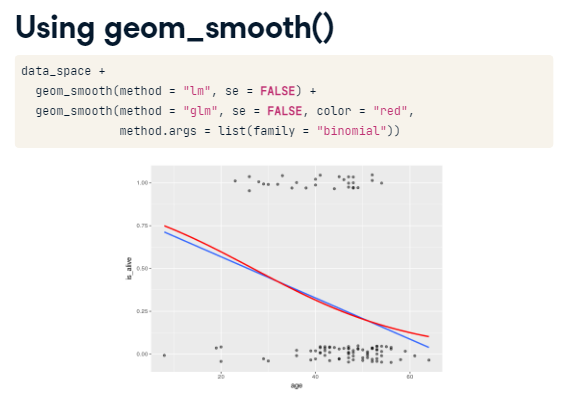 Using geom_smooth()
data_space +
  geom_smooth(method = "lm", se = FALSE) +
  geom_smooth(method = "glm", se = FALSE, color = "red",
              method.args = list(family = "binomial"))
1.00
0.75
0.50
0.25
0.00
is_alive
20
40
60
age